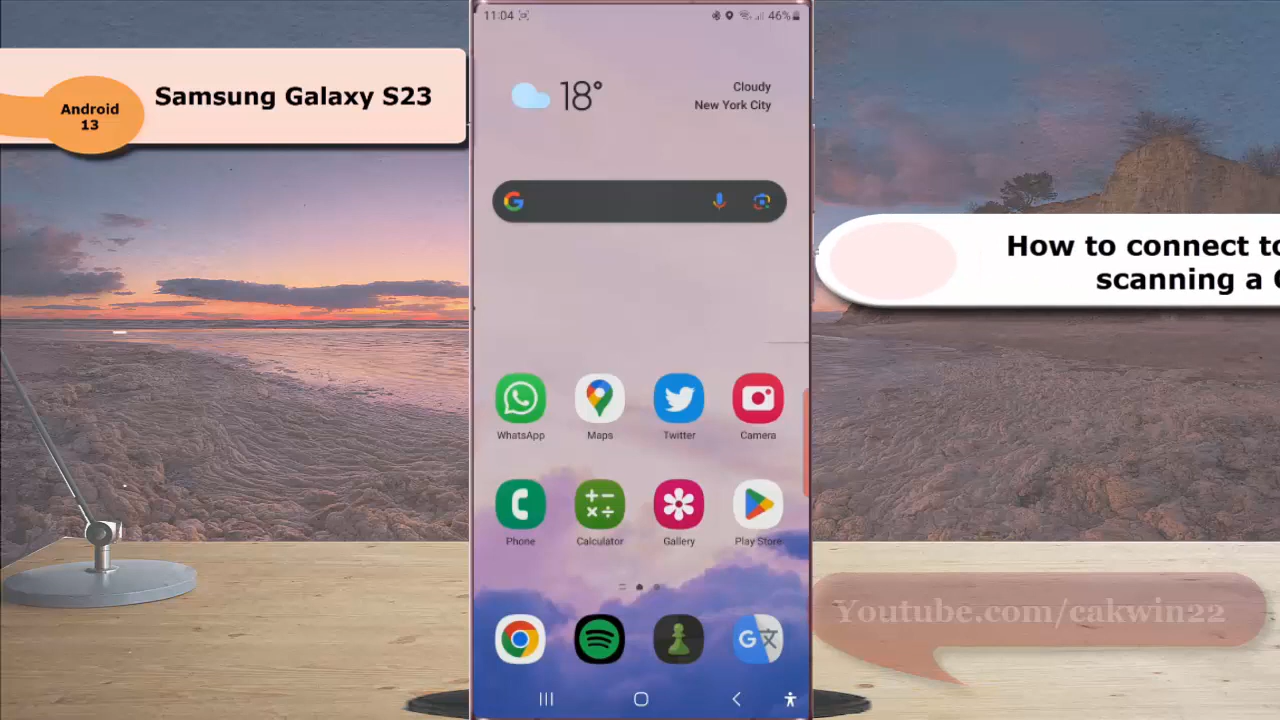 Android
13
Samsung Galaxy S23
11:04
46%
18°
Cloudy
New York City
How to connect to
scanning a
WhatsApp
Maps
Twitter
Camera
Phone
Calculator
Gallery
Play Store
Youtube.com/cakwin22